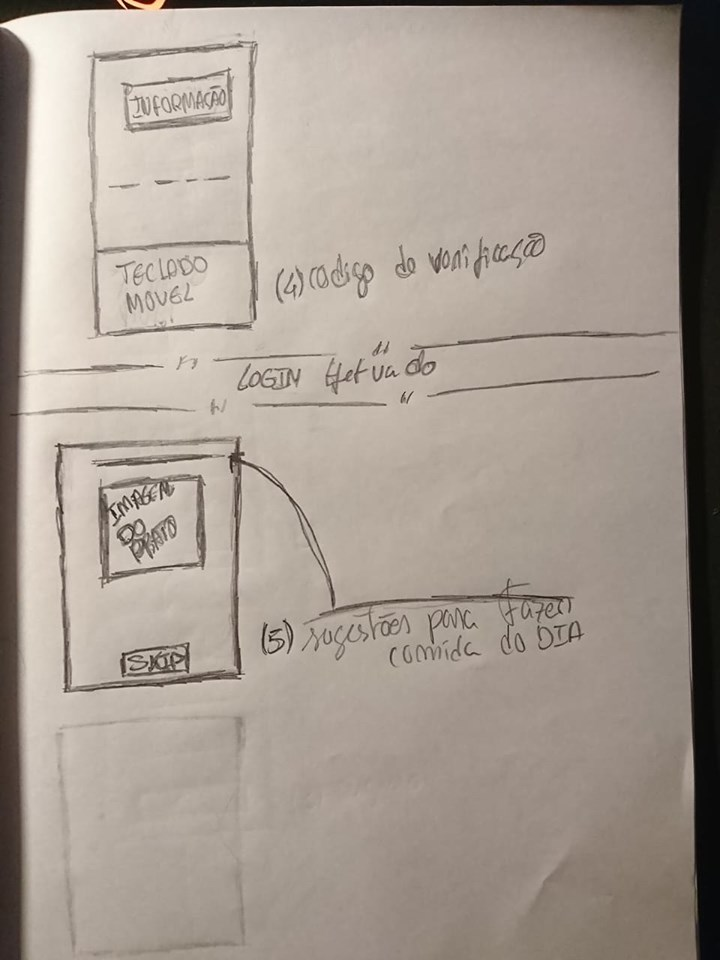 INFORMAÇÃO
TECLADO
MOVEL
(4) codigo de verificação
LOGIN Efetuado
IMAGEM
DO
PRATO
SKIP
(5) sugestões para fazer
comida do DIA